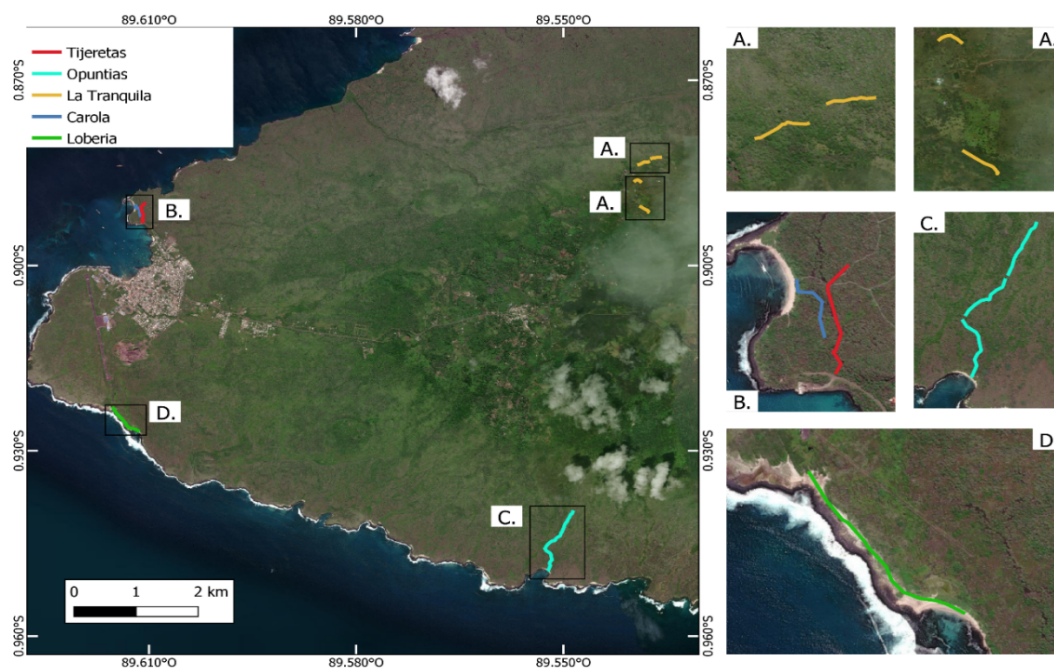 89.610°O 89.580°O 89.550°O
Tijeretas
Opuntias
La Tranquila
Carola
Loberia
0.870°S
0.870°S
0.900°S
0.900°S
0.930°S
0.930°S
0.960°S
0.960°S
A.
A.
B.
D.
C.
0 1 2 km
89.610°O 89.580°O 89.550°O
A.
A.
B.
C.
D.